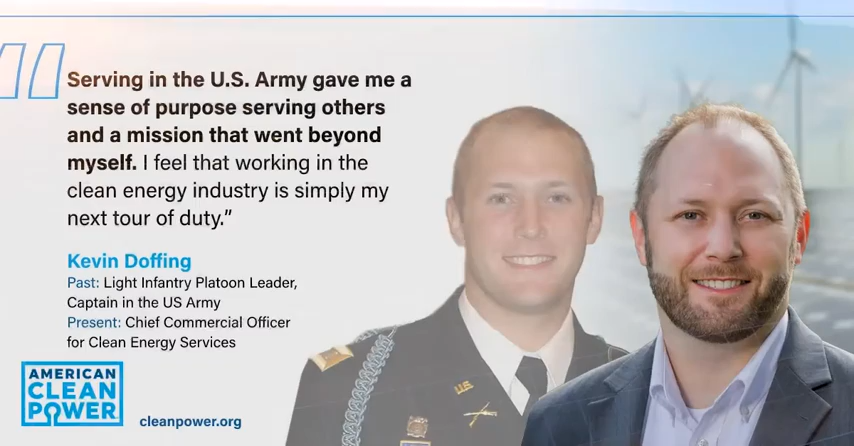 Serving in the U.S. Army gave me a
sense of purpose serving others
and a mission that went beyond
myself. I feel that working in the
clean energy industry is simply my
next tour of duty.”
Kevin Doffing
Past: Light Infantry Platoon Leader,
Captain in the US Army
Present: Chief Commercial Officer
for Clean Energy Services
AMERICAN
CLEAN
POWER
cleanpower.org
U.S.